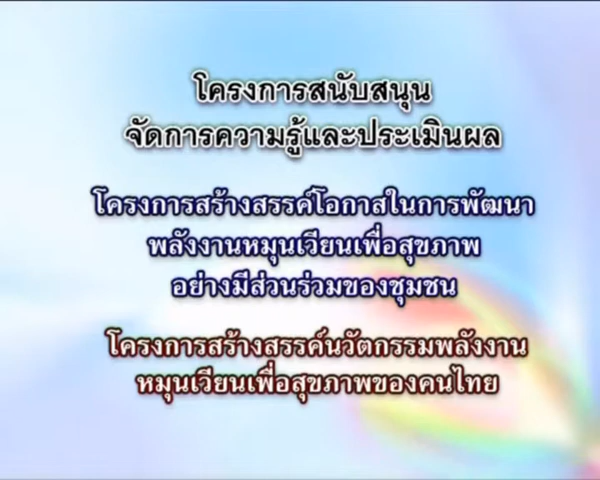 โครงการสนับสนุน
จัดการความรู้และประเมินผล
โครงการสร้างสรรค์โอกาสในการพัฒนา
พลังงานหมุนเวียนเพื่อสุขภาพ
อย่างมีส่วนร่วมของชุมชน
โครงการสร้างสรรค์นวัตกรรมพลังงาน
หมุนเวียนเพื่อสุขภาพของคนไทย